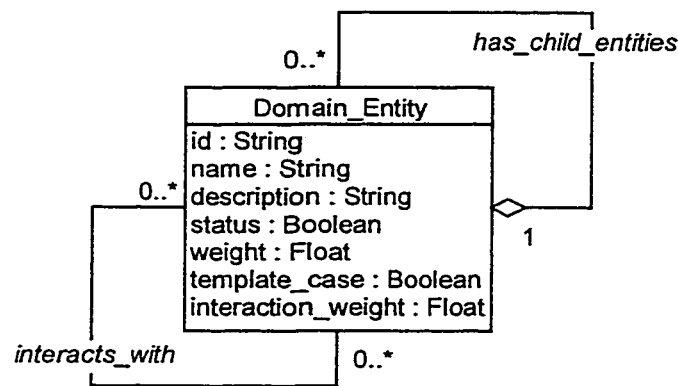 has_child_entities
0..*
Domain_Entity
id : String
name : String
0..*
description : String
status : Boolean
1
weight : Float
template_case : Boolean
interaction_weight : Float
interacts_with
0..*